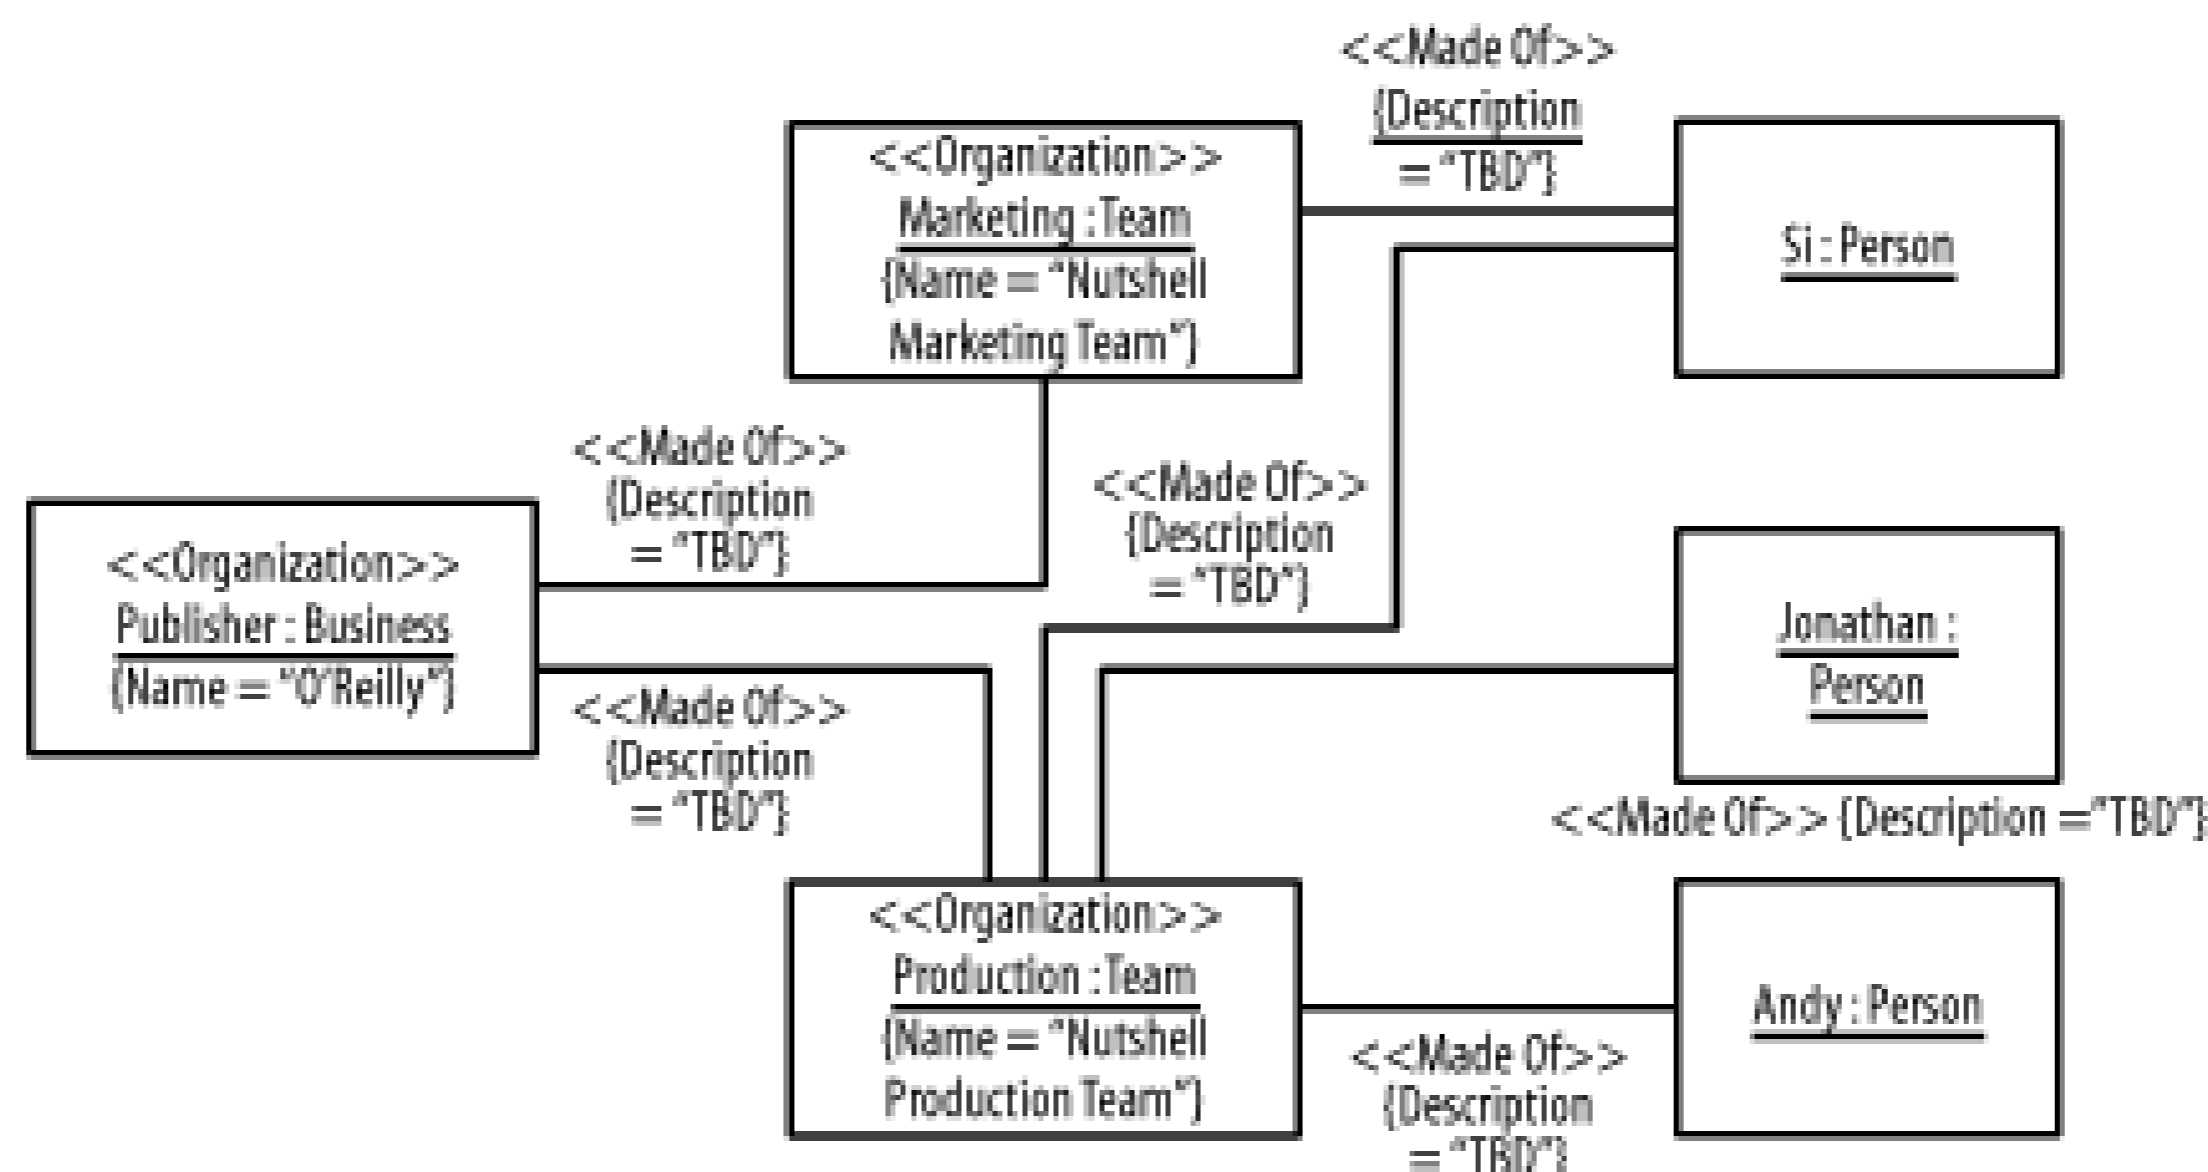 <<Made Of>>
{Description
= "TBD"}
<<Organization>>
Marketing : Team
{Name = "Nutshell
Marketing Team"}
Si : Person
<<Made Of>>
{Description
= "TBD"}
<<Made Of>>
{Description
= "TBD"}
<<Organization>>
Publisher : Business
{Name = "O'Reilly"}
Jonathan :
Person
<<Made Of>>
{Description
= "TBD"}
<<Made Of>> {Description ="TBD"}
<<Organization>>
Production : Team
{Name = "Nutshell
Production Team"}
Andy : Person
<<Made Of>>
{Description
= "TBD"}